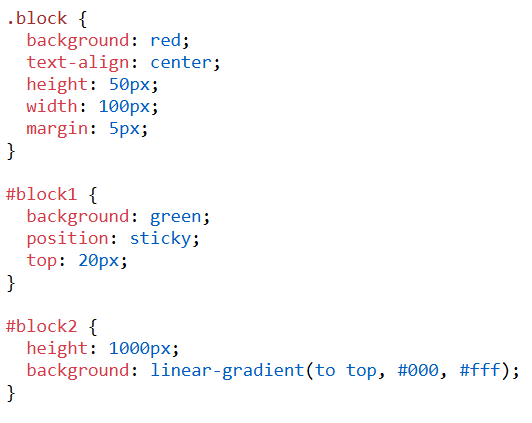 .block {
  background: red;
  text-align: center;
  height: 50px;
  width: 100px;
  margin: 5px;
}

#block1 {
  background: green;
  position: sticky;
  top: 20px;
}

#block2 {
  height: 1000px;
  background: linear-gradient(to top, #000, #fff);
}